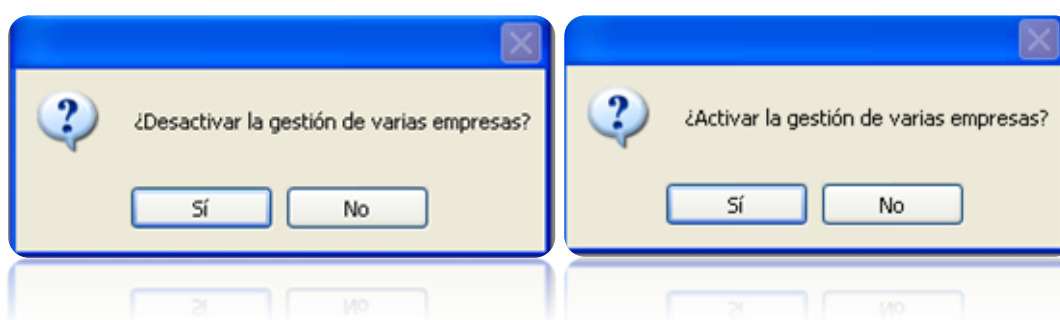 ¿Desactivar la gestión de varias empresas?
Sí No
¿Activar la gestión de varias empresas?
Sí No